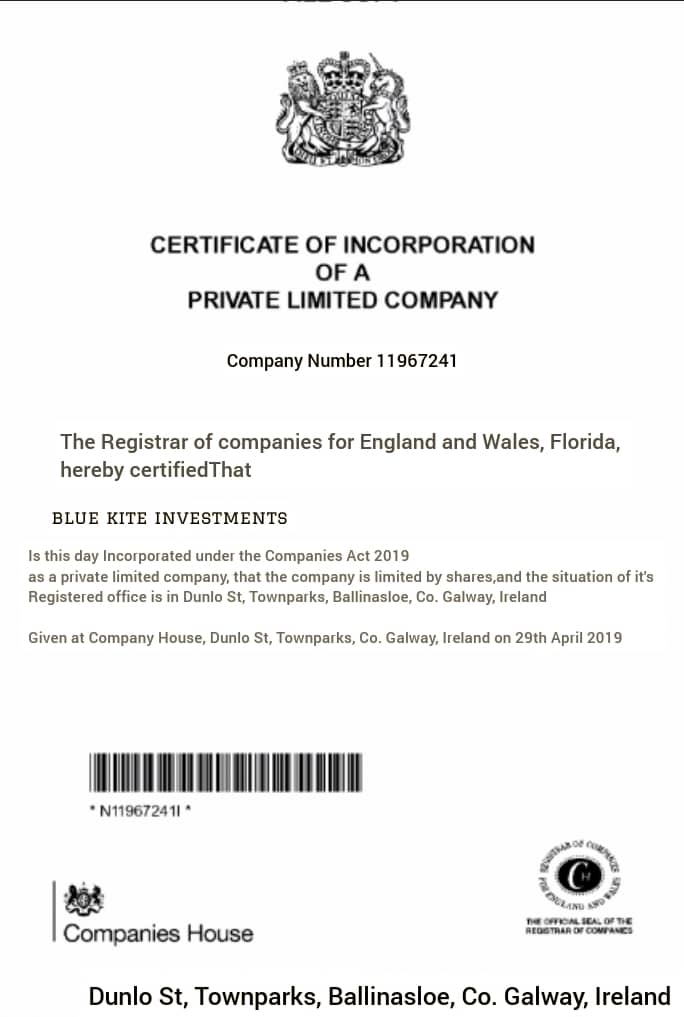 CERTIFICATE OF INCORPORATION
OF A
PRIVATE LIMITED COMPANY
Company Number 11967241
The Registrar of companies for England and Wales, Florida,
hereby certifiedThat
BLUE KITE INVESTMENTS
Is this day Incorporated under the Companies Act 2019
as a private limited company, that the company is limited by shares,and the situation of it's
Registered office is in Dunlo St, Townparks, Ballinasloe, Co. Galway, Ireland
Given at Company House, Dunlo St, Townparks, Co. Galway, Ireland on 29th April 2019
* N11967241I *
REGISTRAR OF COMPANIES
FOR ENGLAND AND WALES
C H
THE OFFICIAL SEAL OF THE
REGISTRAR OF COMPANIES
Companies House
Dunlo St, Townparks, Ballinasloe, Co. Galway, Ireland